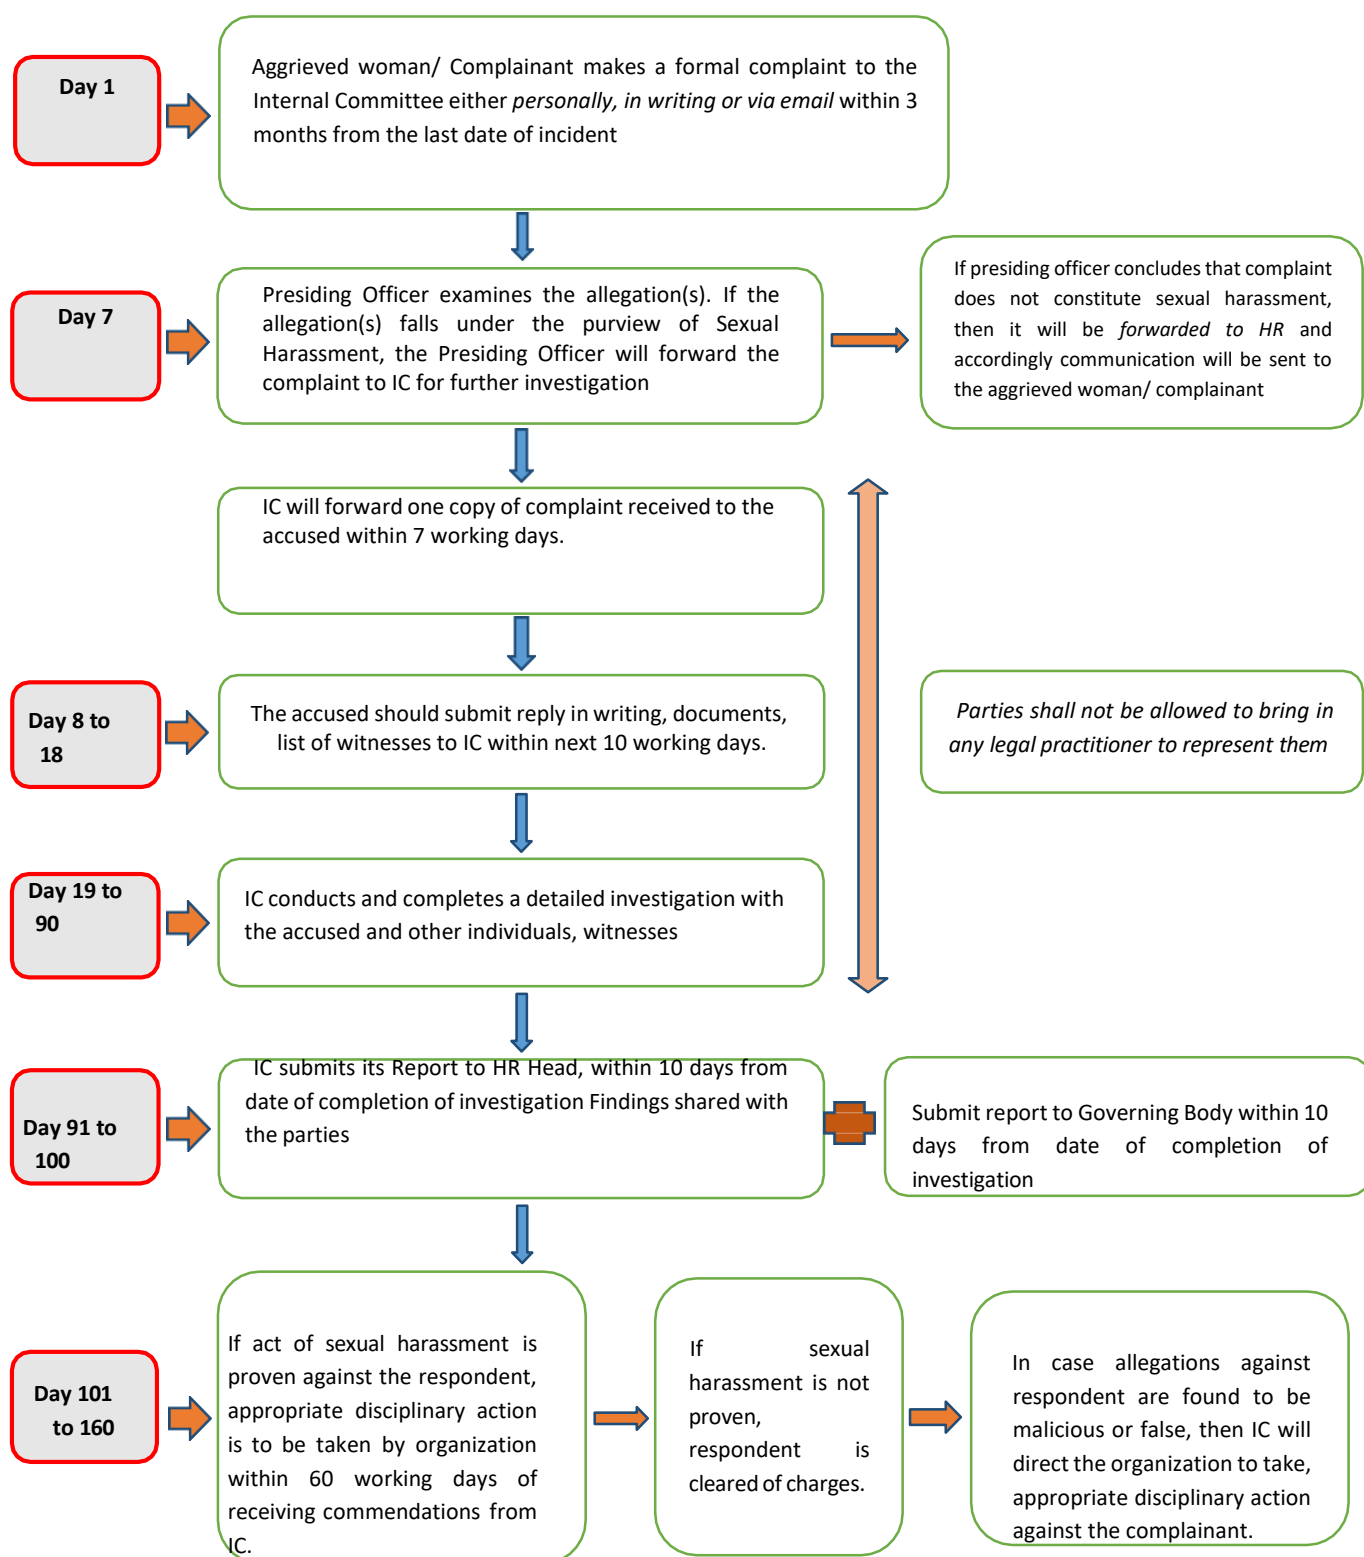 Day 1
Aggrieved woman/ Complainant makes a formal complaint to the
Internal Committee either personally, in writing or via email within 3
months from the last date of incident
Day 7
Presiding Officer examines the allegation(s). If the
allegation(s) falls under the purview of Sexual
Harassment, the Presiding Officer will forward the
complaint to IC for further investigation
If presiding officer concludes that complaint
does not constitute sexual harassment,
then it will be forwarded to HR and
accordingly communication will be sent to
the aggrieved woman/ complainant
IC will forward one copy of complaint received to the
accused within 7 working days.
Day 8 to
18
The accused should submit reply in writing, documents,
list of witnesses to IC within next 10 working days.
Parties shall not be allowed to bring in
any legal practitioner to represent them
Day 19 to
90
IC conducts and completes a detailed investigation with
the accused and other individuals, witnesses
Day 91 to
100
IC submits its Report to HR Head, within 10 days from
date of completion of investigation Findings shared with
the parties
Submit report to Governing Body within 10
days from date of completion of
investigation
Day 101
to 160
If act of sexual harassment is
proven against the respondent,
appropriate disciplinary action
is to be taken by organization
within 60 working days of
receiving commendations from
IC.
If sexual
harassment is not
proven,
respondent is
cleared of charges.
In case allegations against
respondent are found to be
malicious or false, then IC will
direct the organization to take,
appropriate disciplinary action
against the complainant.